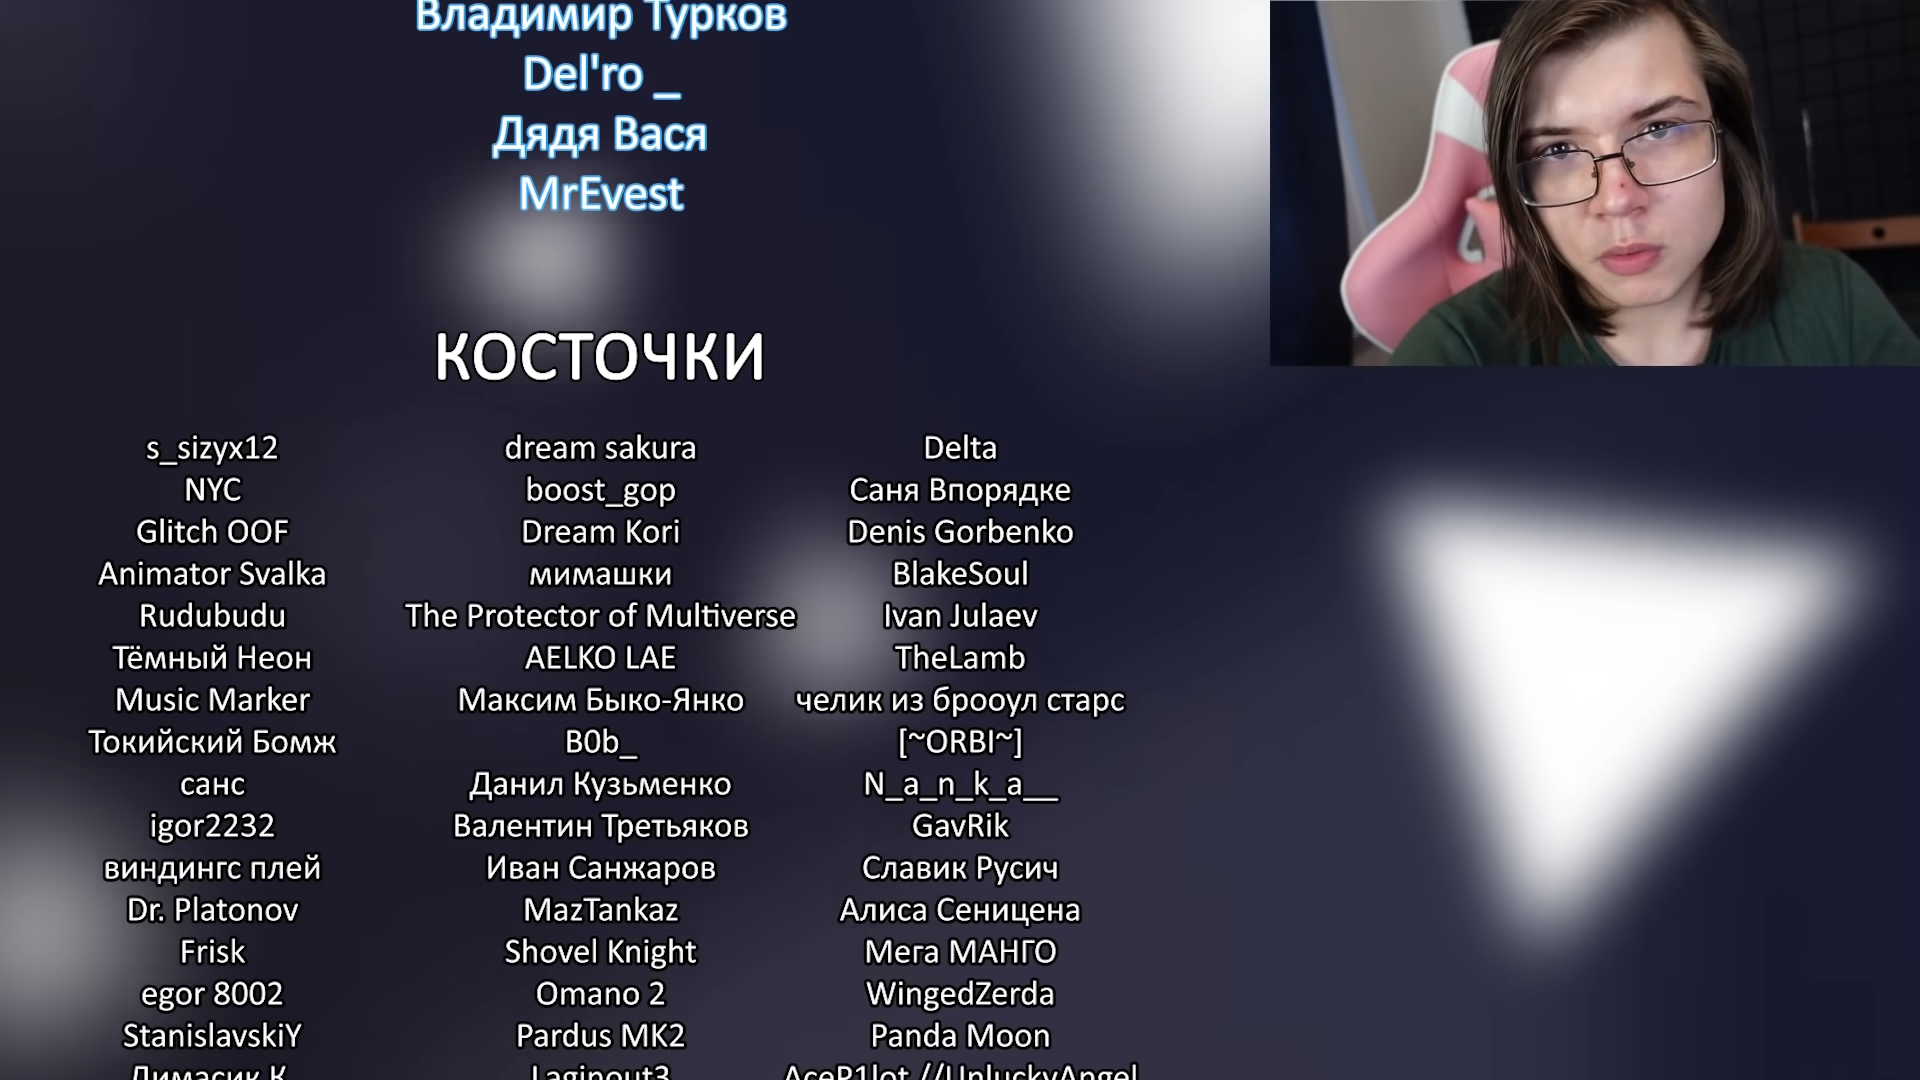 Владимир Турков
Del'ro _
Дядя Вася
MrEvest
КОСТОЧКИ
s_sizyx12
NYC
Glitch OOF
Animator Svalka
Rudubudu
Тёмный Неон
Music Marker
Токийский Бомж
санс
igor2232
виндингс плей
Dr. Platonov
Frisk
egor 8002
StanislavskiY
Димасик К
dream sakura
boost_gop
Dream Kori
мимашки
The Protector of Multiverse
AELKO LAE
Максим Быко-Янко
B0b_
Данил Кузьменко
Валентин Третьяков
Иван Санжаров
MazTankaz
Shovel Knight
Omano 2
Pardus MK2
Delta
Саня Впорядке
Denis Gorbenko
BlakeSoul
Ivan Julaev
TheLamb
челик из брооул старс
[~ORBI~]
N_a_n_k_a__
GavRik
Славик Русич
Алиса Сеницена
Мега МАНГО
WingedZerda
Panda Moon
AceP1lot //UnluckyAngel